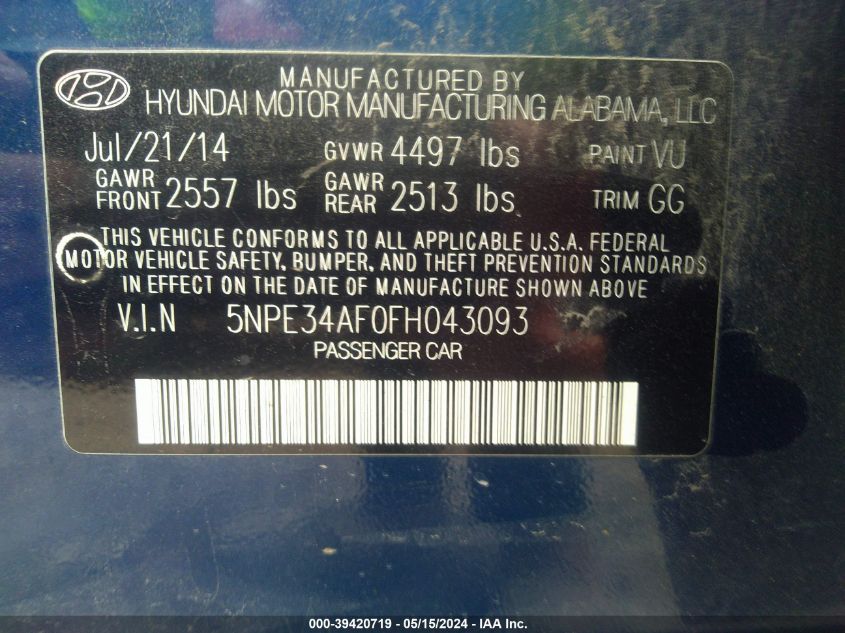 MANUFACTURED BY
HYUNDAI MOTOR MANUFACTURING ALABAMA, LLC
Jul/21/14 GVWR 4497 lbs PAINT VU
GAWR FRONT 2557 lbs GAWR REAR 2513 lbs TRIM GG
THIS VEHICLE CONFORMS TO ALL APPLICABLE U.S.A. FEDERAL
MOTOR VEHICLE SAFETY, BUMPER, AND THEFT PREVENTION STANDARDS
IN EFFECT ON THE DATE OF MANUFACTURE SHOWN ABOVE
V.I.N 5NPE34AF0FH043093
PASSENGER CAR
000-39420719 - 05/15/2024 - IAA Inc.